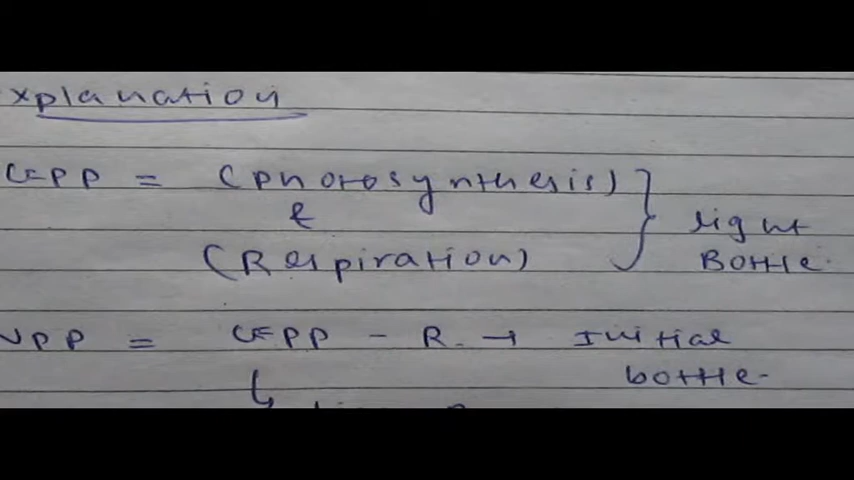 xplanation
GPP = (Photosynthesis)
&
(Respiration)
Light
Bottle.
NPP = GPP - R. → Initial
bottle.